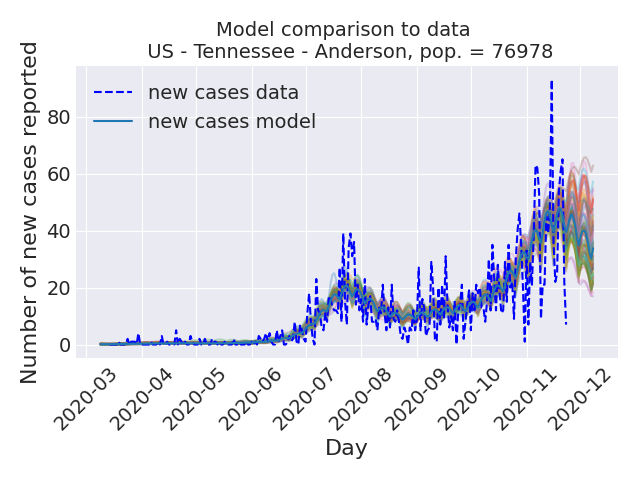 Model comparison to data
US - Tennessee - Anderson, pop. = 76978
Number of new cases reported
80
60
40
20
0
new cases data
new cases model
2020-03
2020-04
2020-05
2020-06
2020-07
2020-08
2020-09
2020-10
2020-11
2020-12
Day